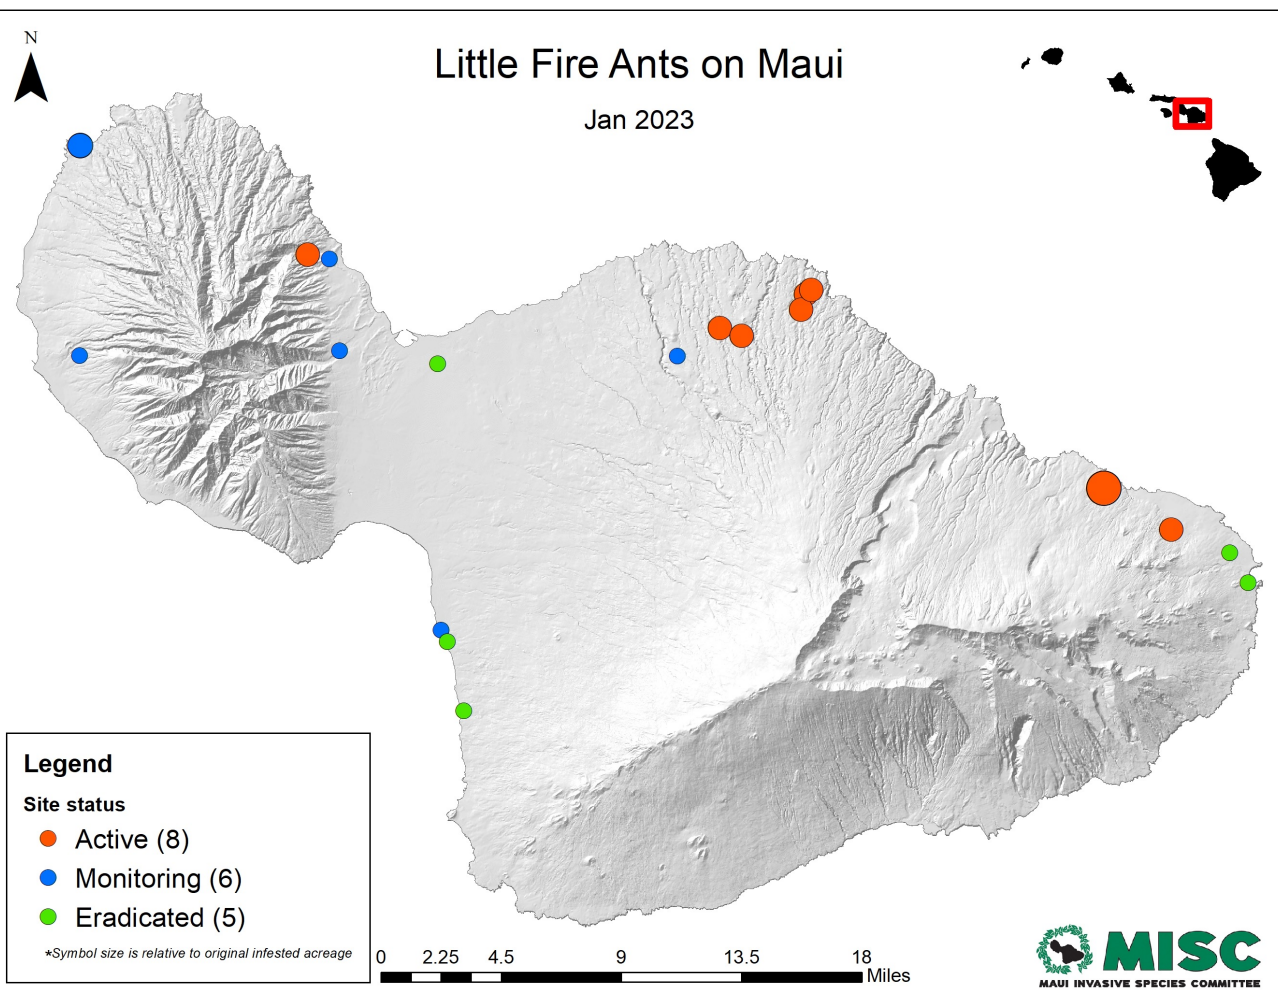 N
Little Fire Ants on Maui
Jan 2023
Legend
Site status
Active (8)
Monitoring (6)
Eradicated (5)
*Symbol size is relative to original infested acreage
0 2.25 4.5 9 13.5 18
Miles
MISC
MAUI INVASIVE SPECIES COMMITTEE